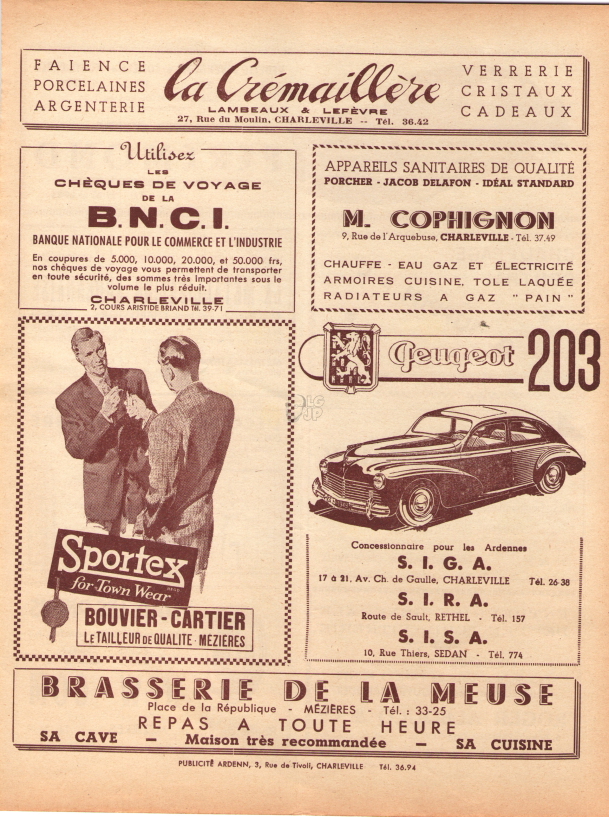 FAIENCE
PORCELAINES
ARGENTERIE
la Crémaillère
LAMBEAUX & LEFÈVRE
27, Rue du Moulin, CHARLEVILLE -- Tél. 36.42
VERRERIE
CRISTAUX
CADEAUX
Utilisez
LES
CHÈQUES DE VOYAGE
DE LA
B.N.C.I.
BANQUE NATIONALE POUR LE COMMERCE ET L'INDUSTRIE
En coupures de 5.000, 10.000, 20.000, et 50.000 frs,
nos chéques de voyage vous permettent de transporter
en toute sécurité, des sommes très importantes sous le
volume le plus réduit.
CHARLEVILLE
2, COURS ARISTIDE BRIAND Tél. 39-71
APPAREILS SANITAIRES DE QUALITÉ
PORCHER - JACOB DELAFON - IDÉAL STANDARD
M. COPHIGNON
9, Rue de l'Arquebuse, CHARLEVILLE - Tel. 37.49
CHAUFFE - EAU GAZ ET ÉLECTRICITÉ
ARMOIRES CUISINE, TOLE LAQUÉE
RADIATEURS A GAZ "PAIN"
Sportex
for Town Wear
BOUVIER - CARTIER
LE TAILLEUR DE QUALITE - MEZIERES
Peugeot 203
Concessionnaire pour les Ardennes
S. I. G. A.
17 à 21, Av. Ch. de Gaulle, CHARLEVILLE Tél. 26-38
S. I. R. A.
Route de Sault, RETHEL - Tél. 157
S. I. S. A.
10, Rue Thiers, SEDAN - Tél. 774
BRASSERIE DE LA MEUSE
Place de la République - MÉZIÈRES - Tél. : 33-25
REPAS A TOUTE HEURE
SA CAVE — Maison très recommandée — SA CUISINE
PUBLICITÉ ARDENN, 3, Rue de Tivoli, CHARLEVILLE Tél. 36.94
LG
JP